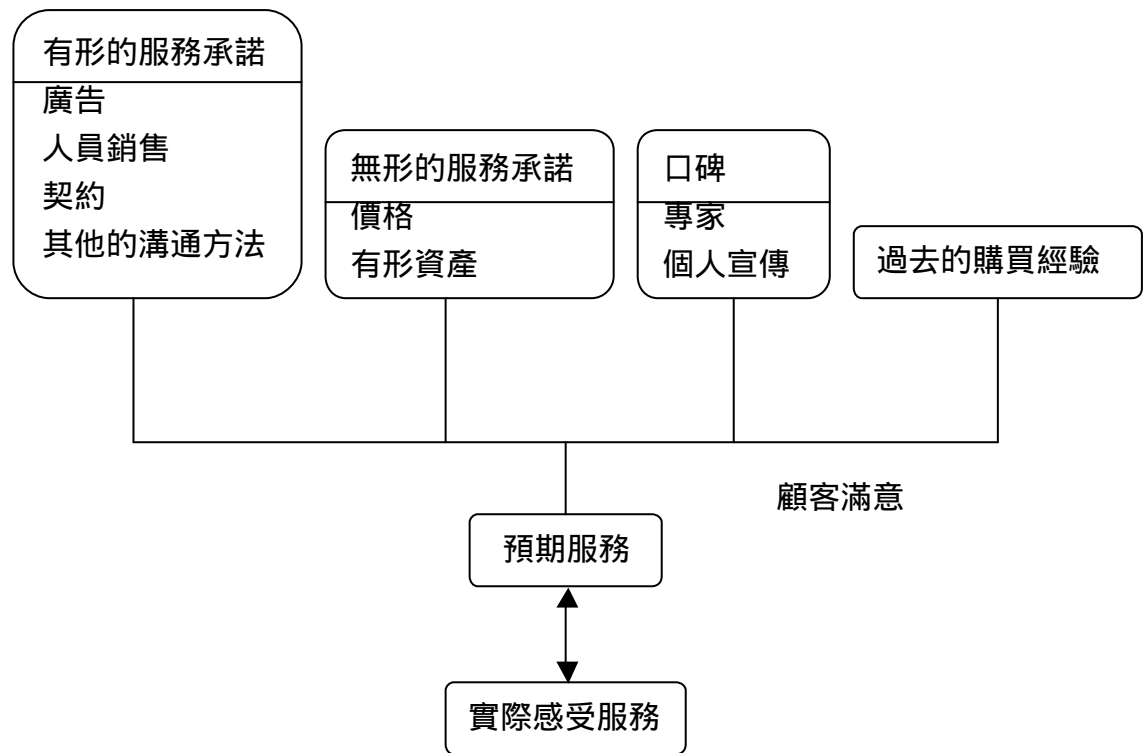 有形的服務承諾
廣告
人員銷售
契約
其他的溝通方法
無形的服務承諾
價格
有形資產
口碑
專家
個人宣傳
過去的購買經驗
顧客滿意
預期服務
實際感受服務